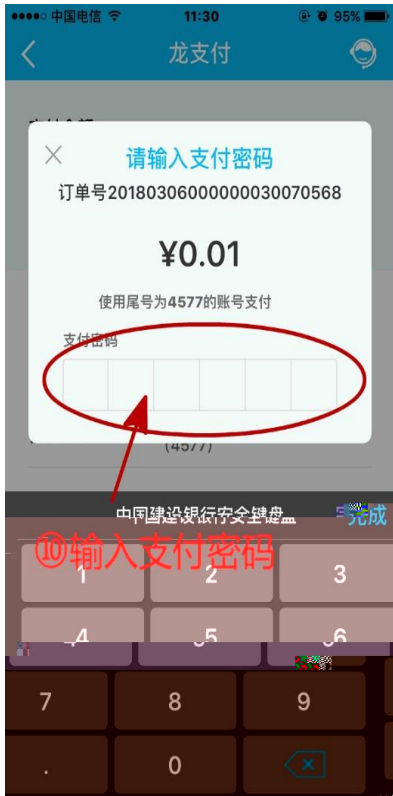 中国电信 11:30 95%
龙支付
请输入支付密码
订单号20180306000000030070568
¥0.01
使用尾号为4577的账号支付
支付密码
(4577)
中国建设银行安全键盘 完成
⑩输入支付密码
1 2 3
4 5 6
7 8 9
. 0